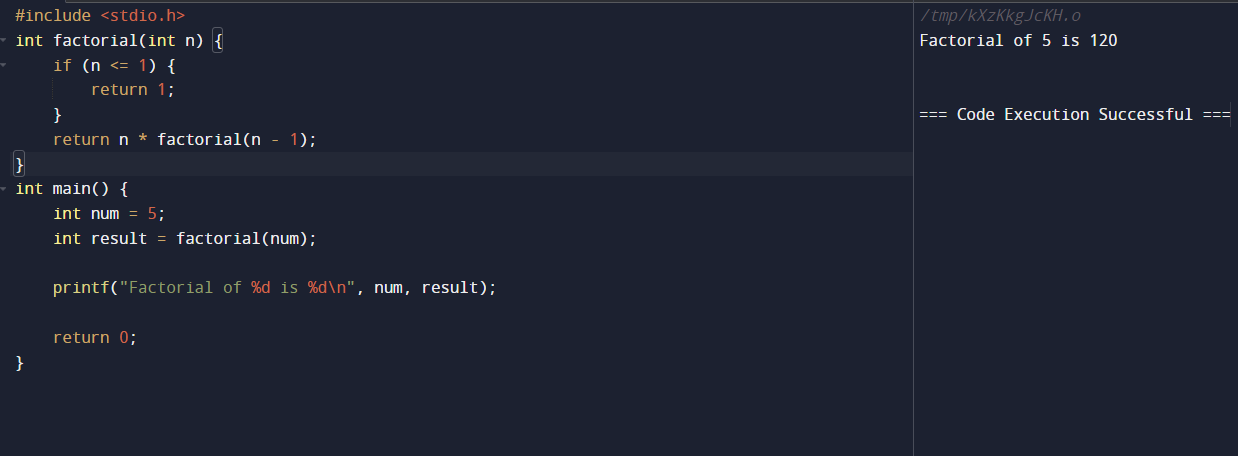 #include <stdio.h>
int factorial(int n) {
    if (n <= 1) {
        return 1;
    }
    return n * factorial(n - 1);
}
int main() {
    int num = 5;
    int result = factorial(num);

    printf("Factorial of %d is %d\n", num, result);

    return 0;
}
/tmp/kXzKkgJcKH.o
Factorial of 5 is 120

=== Code Execution Successful ===